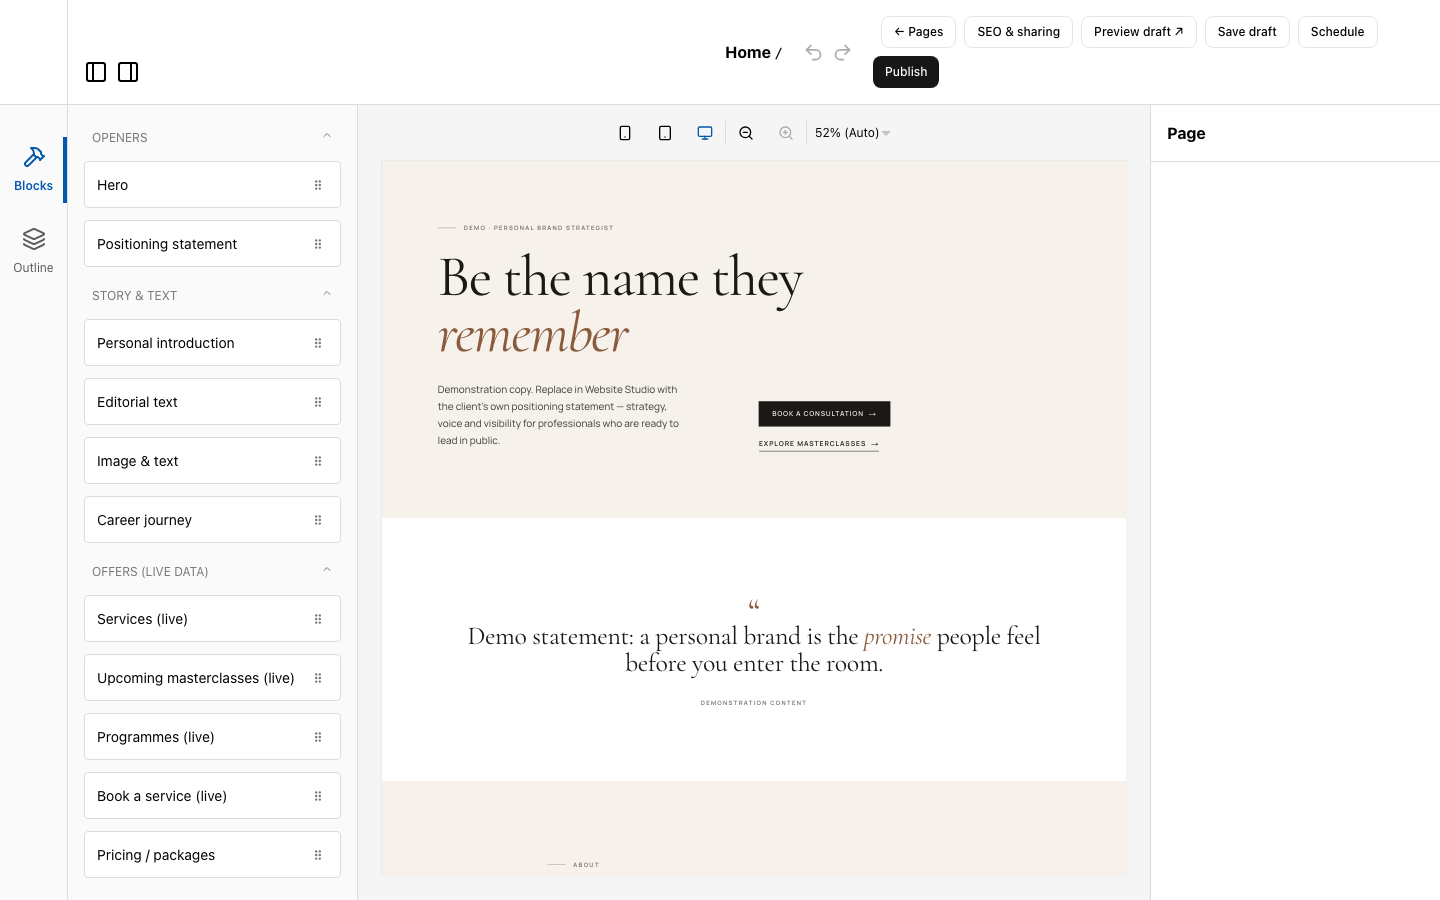 Home /
← Pages
SEO & sharing
Preview draft ↗
Save draft
Schedule
Publish
Blocks
Outline
OPENERS
Hero
Positioning statement
STORY & TEXT
Personal introduction
Editorial text
Image & text
Career journey
OFFERS (LIVE DATA)
Services (live)
Upcoming masterclasses (live)
Programmes (live)
Book a service (live)
Pricing / packages
52% (Auto)
DEMO · PERSONAL BRAND STRATEGIST
Be the name they
remember
Demonstration copy. Replace in Website Studio with
the client's own positioning statement — strategy,
voice and visibility for professionals who are ready to
lead in public.
BOOK A CONSULTATION →
EXPLORE MASTERCLASSES →
“
Demo statement: a personal brand is the promise people feel
before you enter the room.
DEMONSTRATION CONTENT
ABOUT
Page